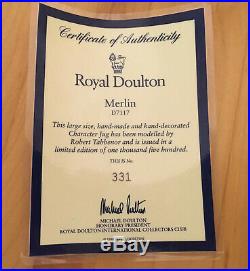 Certificate of Authenticity
Royal Doulton
Merlin
D7117
This large size, hand-made and hand-decorated
Character Jug has been modelled by
Robert Tabbenor and is issued in a
limited edition of one thousand five hundred.
THIS IS No.
331
Michael Doulton
MICHAEL DOULTON
HONORARY PRESIDENT
ROYAL DOULTON INTERNATIONAL COLLECTORS CLUB